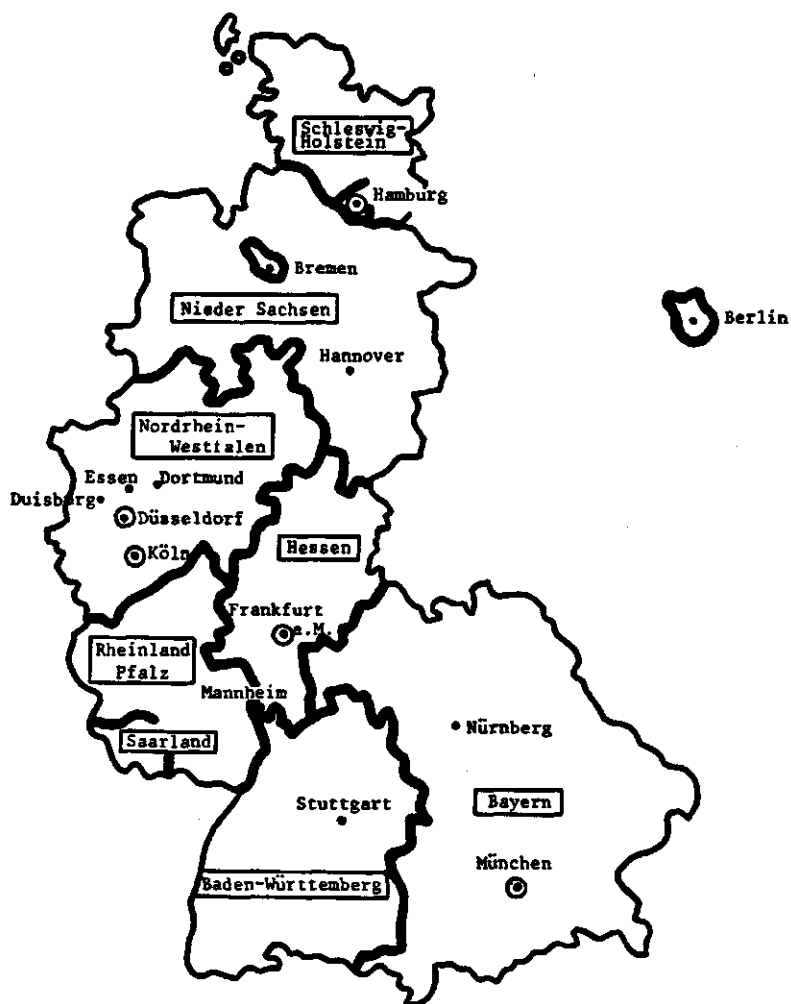 Schleswig-
Holstein
Hamburg
Bremen
Nieder Sachsen
Berlin
Hannover
Nordrhein-
Westfalen
Essen
Dortmund
Duisburg
Düsseldorf
Köln
Hessen
Frankfurt
a.M.
Rheinland
Pfalz
Mannheim
Saarland
Nürnberg
Stuttgart
Bayern
München
Baden-Württemberg